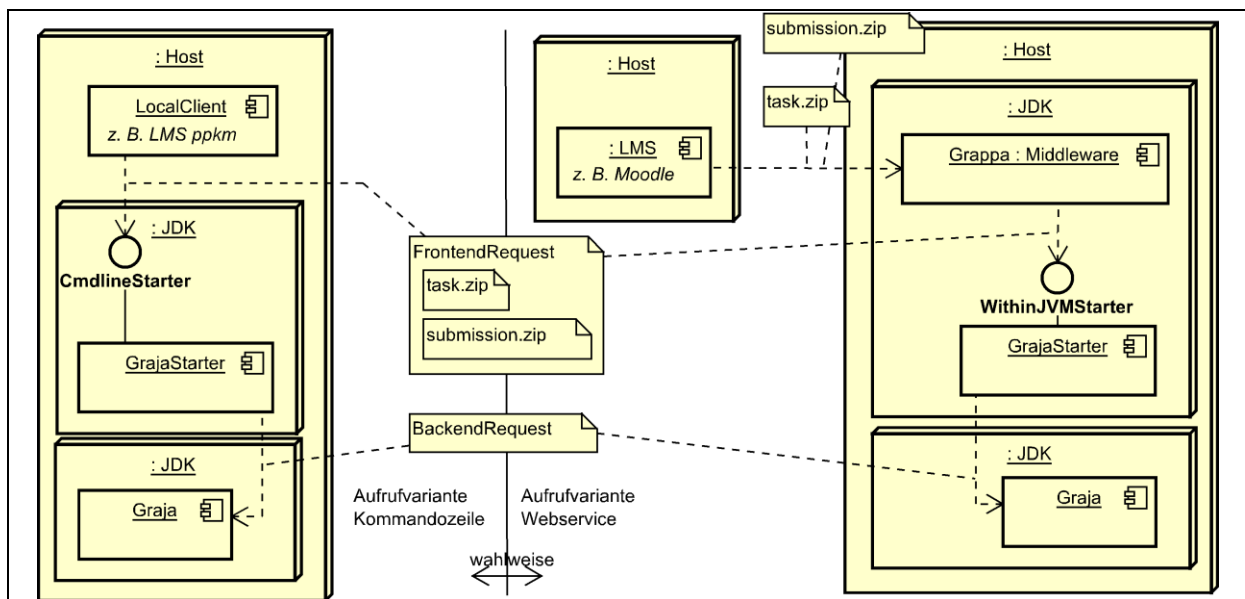 : Host
LocalClient
z. B. LMS ppkm
: JDK
CmdlineStarter
GrajaStarter
: JDK
Graja
FrontendRequest
task.zip
submission.zip
BackendRequest
Aufrufvariante
Kommandozeile
Aufrufvariante
Webservice
wahlweise
: Host
: LMS
z. B. Moodle
submission.zip
task.zip
: Host
: JDK
Grappa : Middleware
WithinJVMStarter
GrajaStarter
: JDK
Graja